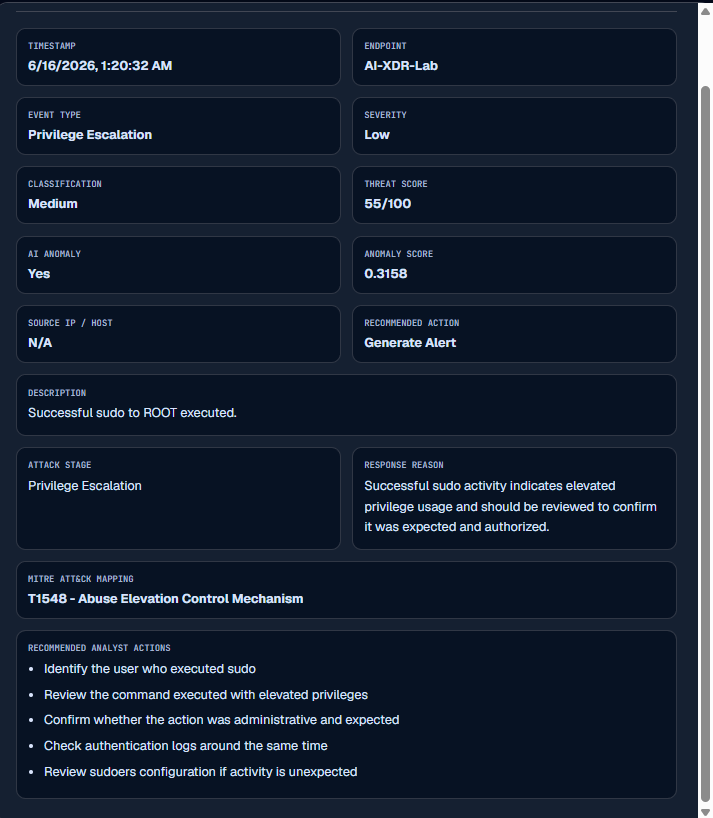 TIMESTAMP
6/16/2026, 1:20:32 AM
ENDPOINT
AI-XDR-Lab
EVENT TYPE
Privilege Escalation
SEVERITY
Low
CLASSIFICATION
Medium
THREAT SCORE
55/100
AI ANOMALY
Yes
ANOMALY SCORE
0.3158
SOURCE IP / HOST
N/A
RECOMMENDED ACTION
Generate Alert
DESCRIPTION
Successful sudo to ROOT executed.
ATTACK STAGE
Privilege Escalation
RESPONSE REASON
Successful sudo activity indicates elevated
privilege usage and should be reviewed to confirm
it was expected and authorized.
MITRE ATT&CK MAPPING
T1548 - Abuse Elevation Control Mechanism
RECOMMENDED ANALYST ACTIONS
• Identify the user who executed sudo
• Review the command executed with elevated privileges
• Confirm whether the action was administrative and expected
• Check authentication logs around the same time
• Review sudoers configuration if activity is unexpected